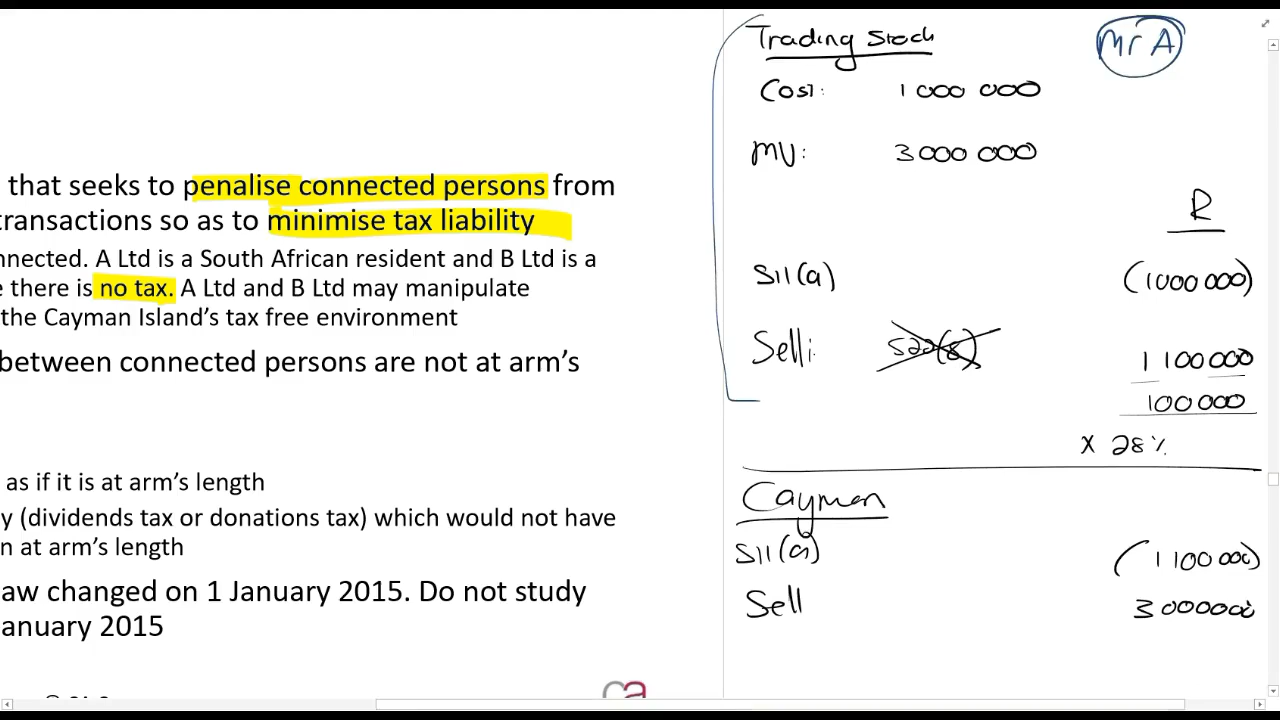 that seeks to penalise connected persons from
transactions so as to minimise tax liability
nnected. A Ltd is a South African resident and B Ltd is a
e there is no tax. A Ltd and B Ltd may manipulate
the Cayman Island's tax free environment
between connected persons are not at arm's
as if it is at arm's length
y (dividends tax or donations tax) which would not have
n at arm's length
aw changed on 1 January 2015. Do not study
anuary 2015
ca
Trading Stock
Mr A
Cost: 1 000 000
MV: 3 000 000
R
S11(a) (1 000 000)
Sell: S22(8) 1 100 000
100 000
x 28%
Cayman
S11(a) (1 100 000)
Sell 3 000 000